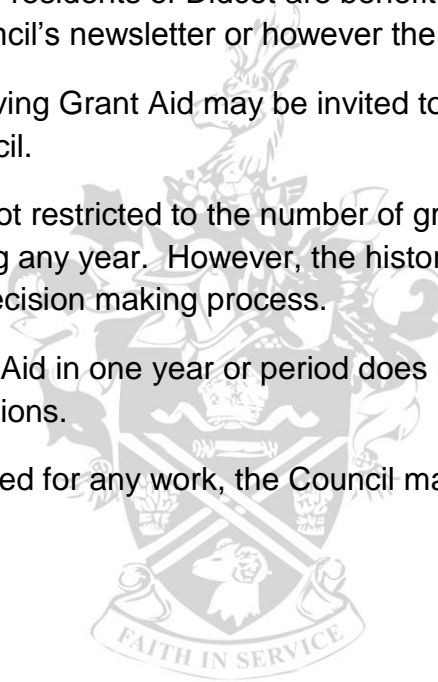 residents of Didcot are benefit
ncil's newsletter or however the
ving Grant Aid may be invited to
cil.
ot restricted to the number of gr
g any year. However, the histor
ecision making process.
Aid in one year or period does
tions.
ed for any work, the Council ma
FAITH IN SERVICE